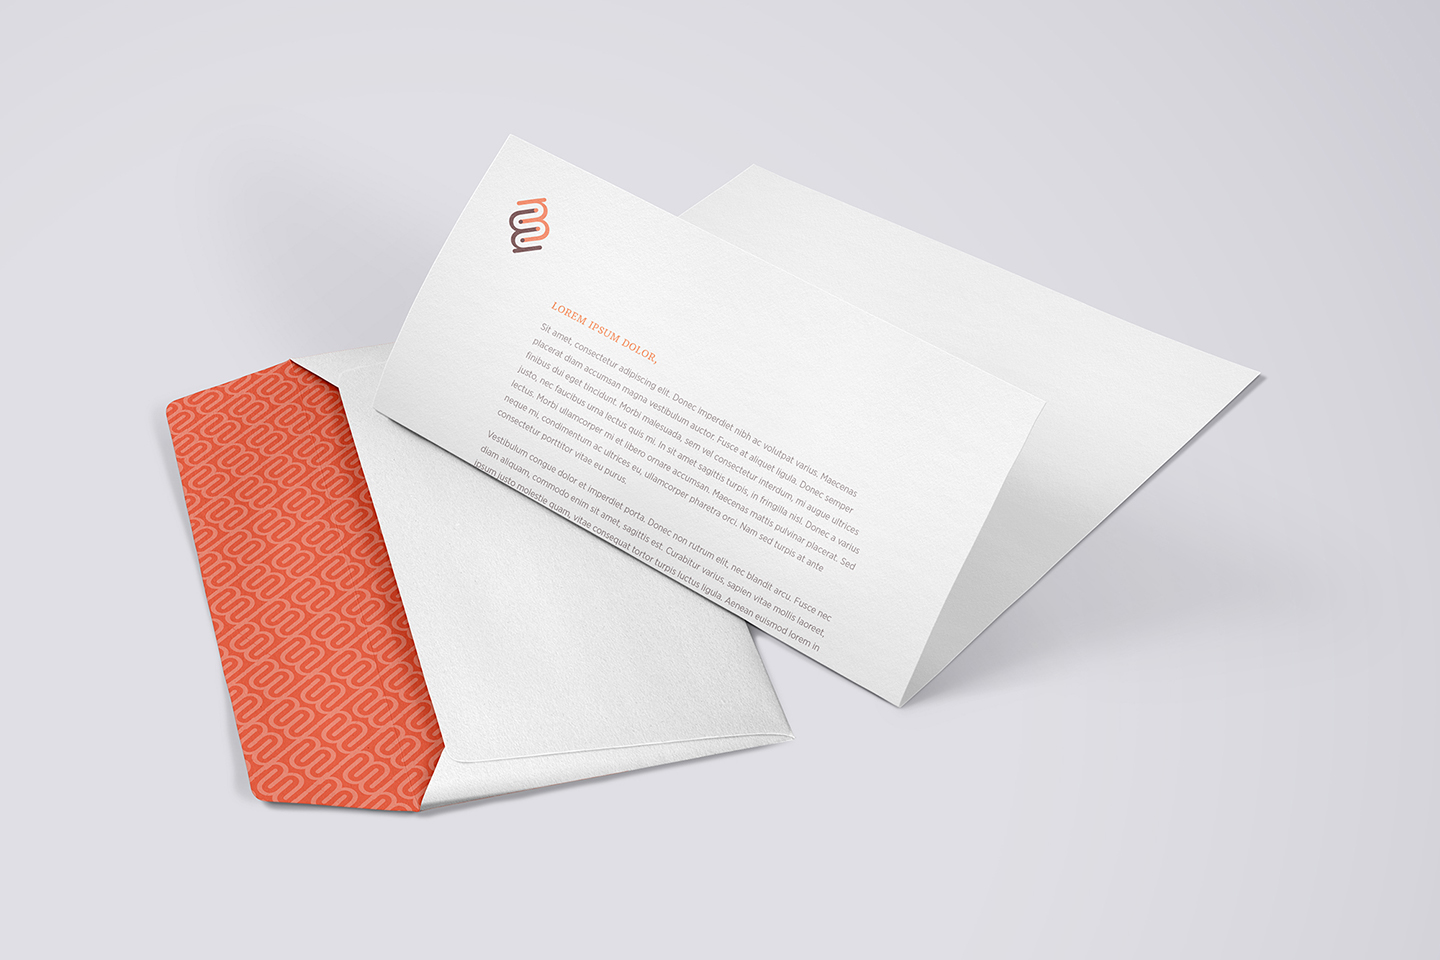 LOREM IPSUM DOLOR,
Sit amet, consectetur adipiscing elit. Donec imperdiet nibh ac volutpat varius. Maecenas
placerat diam accumsan magna vestibulum auctor. Fusce at aliquet ligula. Donec semper
finibus dui eget tincidunt. Morbi malesuada, sem vel consectetur interdum, mi augue ultrices
justo, nec faucibus urna lectus quis mi. In sit amet sagittis turpis, in fringilla nisl. Donec a varius
lectus. Morbi ullamcorper mi et libero ornare accumsan. Maecenas mattis pulvinar placerat. Sed
neque mi, condimentum ac ultrices eu, ullamcorper pharetra orci. Nam sed turpis at ante
consectetur porttitor vitae eu purus.
Vestibulum congue dolor et imperdiet porta. Donec non rutrum elit, nec blandit arcu. Fusce nec
diam aliquam, commodo enim sit amet, sagittis est. Curabitur varius, sapien vitae mollis laoreet,
ipsum justo molestie quam, vitae consequat tortor turpis luctus ligula. Aenean euismod lorem in